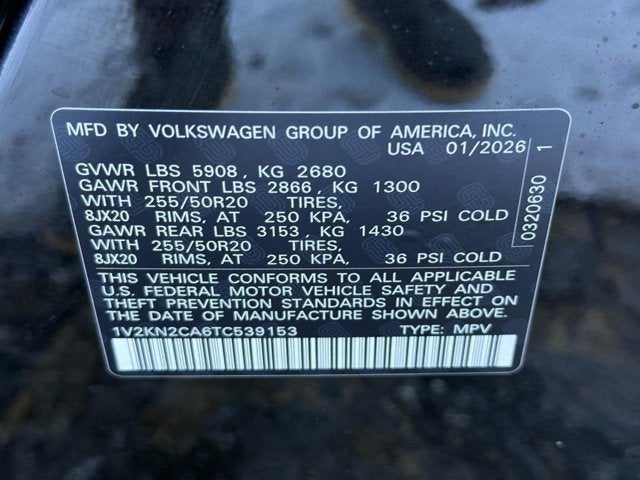 MFD BY VOLKSWAGEN GROUP OF AMERICA, INC.
USA 01/2026
GVWR LBS 5908, KG 2680
GAWR FRONT LBS 2866, KG 1300
WITH 255/50R20 TIRES,
8JX20 RIMS, AT 250 KPA, 36 PSI COLD
GAWR REAR LBS 3153, KG 1430
WITH 255/50R20 TIRES,
8JX20 RIMS, AT 250 KPA, 36 PSI COLD
THIS VEHICLE CONFORMS TO ALL APPLICABLE
U.S. FEDERAL MOTOR VEHICLE SAFETY AND
THEFT PREVENTION STANDARDS IN EFFECT ON
THE DATE OF MANUFACTURE SHOWN ABOVE.
1V2KN2CA6TC539153 TYPE: MPV
0320630 1